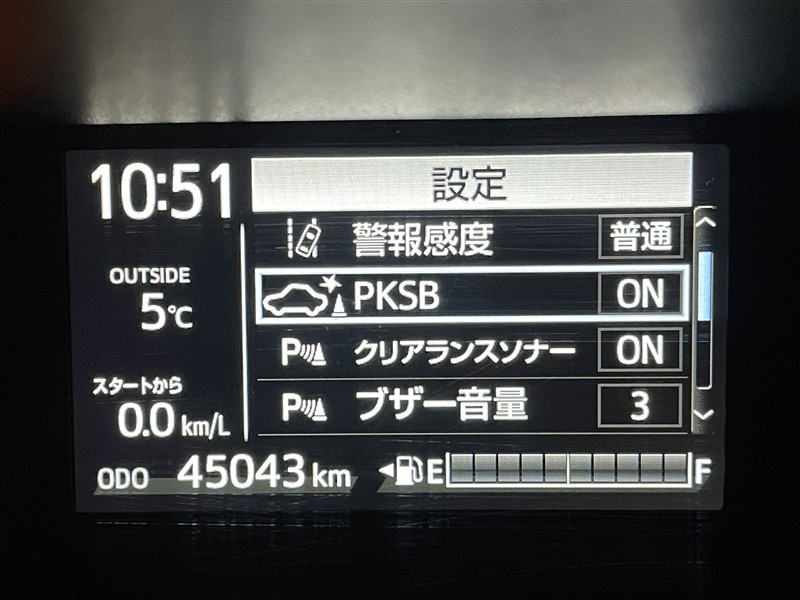 10:51
設定
警報感度 普通
OUTSIDE
5℃
PKSB ON
P クリアランスソナー ON
スタートから
0.0 km/L
P ブザー音量 3
ODO 45043 km E F